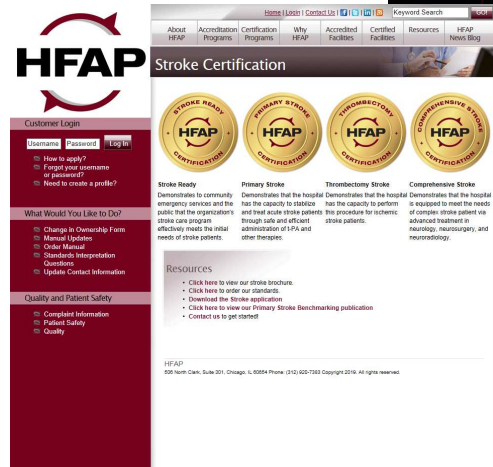 HFAP
Home | Login | Contact Us |
Keyword Search
GO!
About HFAP
Accreditation Programs
Certification Programs
Why HFAP
Accredited Facilities
Certified Facilities
Resources
HFAP News Blog
Stroke Certification
Customer Login
Username
Password
Log In
How to apply?
Forgot your username
or password?
Need to create a profile?
What Would You Like to Do?
Change in Ownership Form
Manual Updates
Order Manual
Standards Interpretation
Questions
Update Contact Information
Quality and Patient Safety
Complaint Information
Patient Safety
Quality
STROKE READY
HFAP
CERTIFICATION
PRIMARY STROKE
HFAP
CERTIFICATION
THROMBECTOMY
HFAP
CERTIFICATION
COMPREHENSIVE STROKE
HFAP
CERTIFICATION
Stroke Ready
Demonstrates to community
emergency services and the
public that the organization's
stroke care program
effectively meets the initial
needs of stroke patients.
Primary Stroke
Demonstrates that the hospital
has the capacity to stabilize
and treat acute stroke patients
through safe and efficient
administration of t-PA and
other therapies.
Thrombectomy Stroke
Demonstrates that the hospital
has the capacity to perform
this procedure for ischemic
stroke patients.
Comprehensive Stroke
Demonstrates that the hospital
is equipped to meet the needs
of complex stroke patient via
advanced treatment in
neurology, neurosurgery, and
neuroradiology.
Resources
Click here to view our stroke brochure.
Click here to order our standards.
Download the Stroke application
Click here to view our Primary Stroke Benchmarking publication
Contact us to get started!
HFAP
506 North Clark, Suite 301, Chicago, IL 60654 Phone: (312) 920-7383 Copyright 2019. All rights reserved.